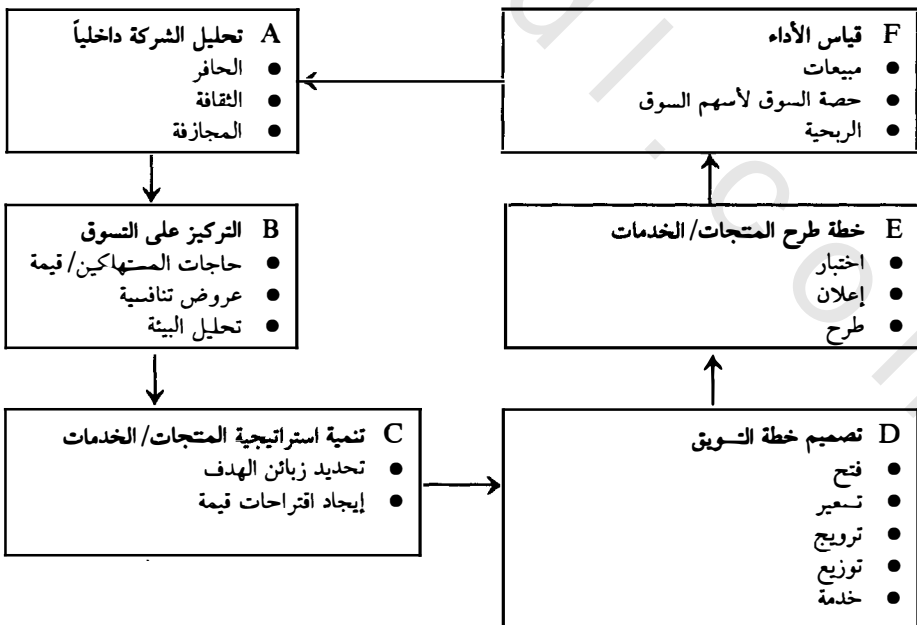 A تحليل الشركة داخلياً
● الحافر
● الثقافة
● المجازفة
B التركيز على التسوق
● حاجات المستهاكين/قيمة
● عروض تنافسية
● تحليل البيئة
C تنمية استراتيجية المتجات/الخدمات
● تحديد زبائن الهدف
● إيجاد اقتراحات قيمة
D تصميم خطة التسويق
● فتح
● تسعير
● ترويج
● توزيع
● خدمة
E خطة طرح المنتجات/الخدمات
● اختبار
● إعلان
● طرح
F قياس الأداء
● مبيعات
● حصة السوق لأسهم السوق
● الربحية